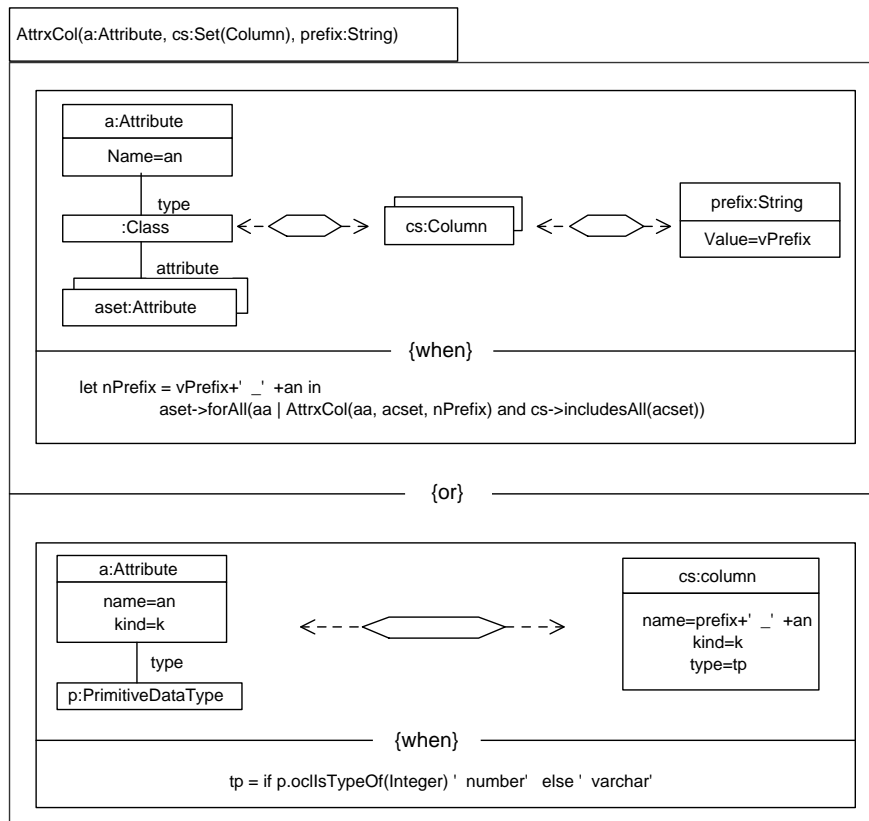 AttrxCol(a:Attribute, cs:Set(Column), prefix:String)
a:Attribute
Name=an
type
:Class
attribute
aset:Attribute
cs:Column
prefix:String
Value=vPrefix
{when}
let nPrefix = vPrefix+' _' +an in
aset->forAll(aa | AttrxCol(aa, acset, nPrefix) and cs->includesAll(acset))
{or}
a:Attribute
name=an
kind=k
type
p:PrimitiveDataType
cs:column
name=prefix+' _' +an
kind=k
type=tp
{when}
tp = if p.oclIsTypeOf(Integer) ' number' else ' varchar'